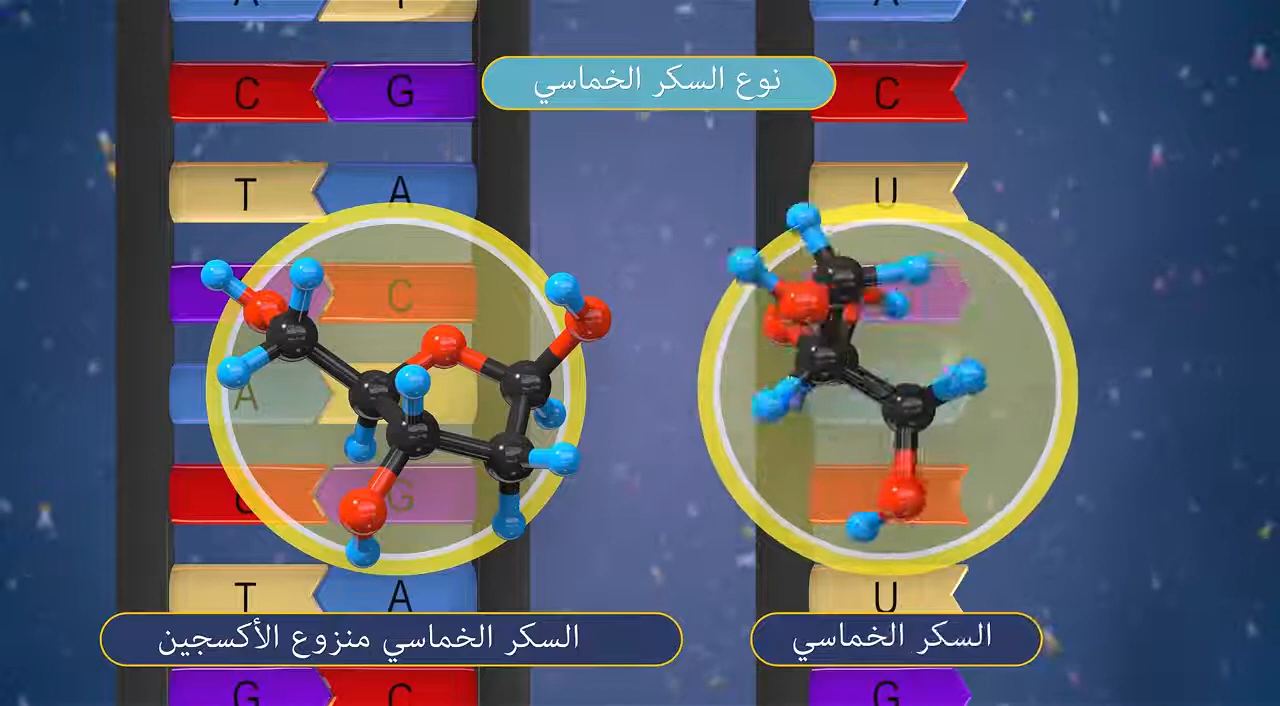 A
C G نوع السكر الخماسي C
T A U
C
A
G
T A U
السكر الخماسي منزوع الأكسجين السكر الخماسي
G C G